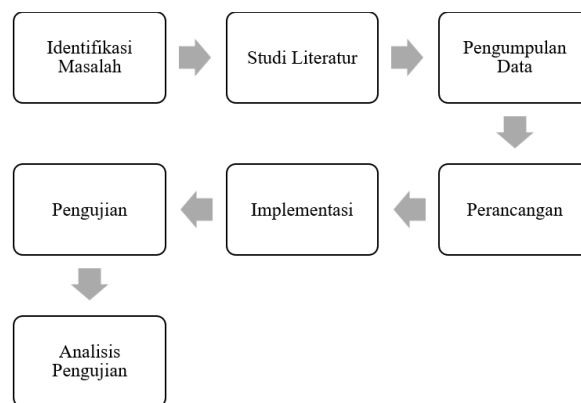 Identifikasi
Masalah
Studi Literatur
Pengumpulan
Data
Pengujian
Implementasi
Perancangan
Analisis
Pengujian